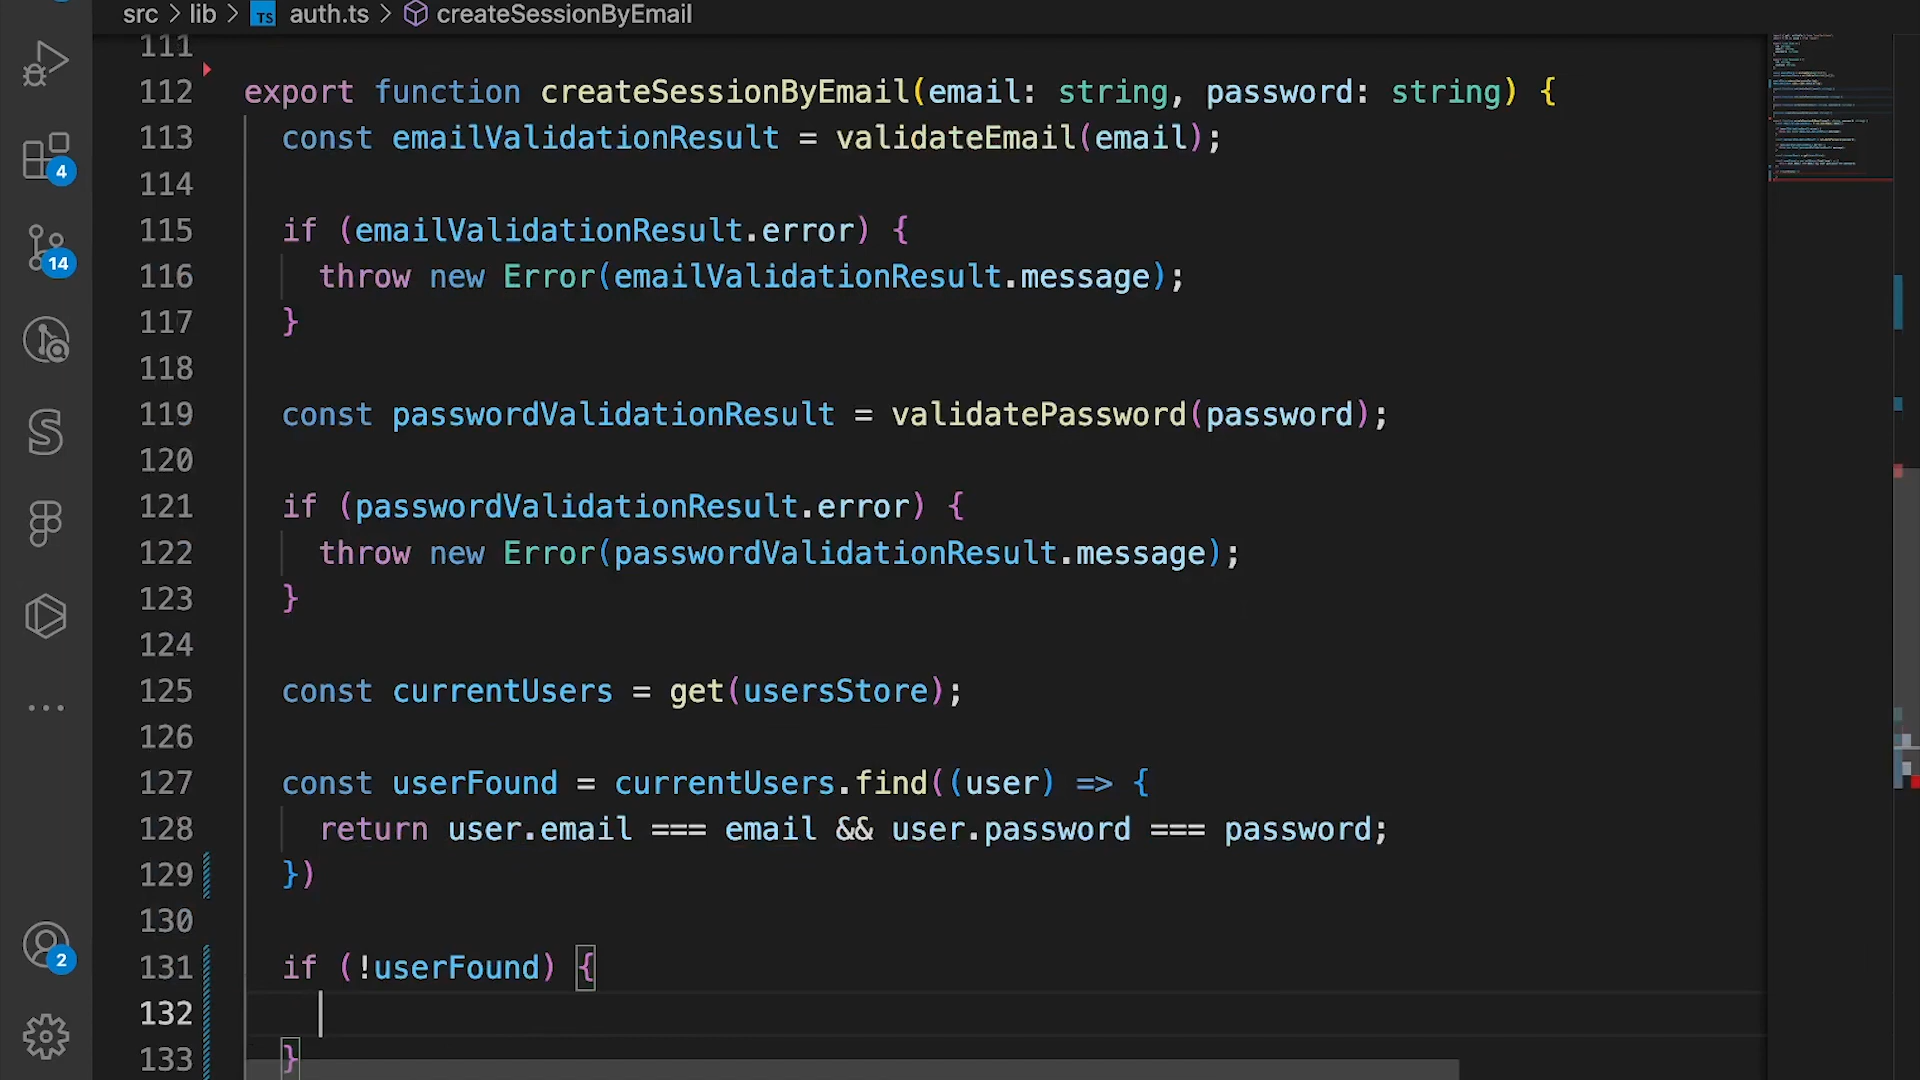 src > lib > TS auth.ts > createSessionByEmail
111
112 export function createSessionByEmail(email: string, password: string) {
113   const emailValidationResult = validateEmail(email);
114
115   if (emailValidationResult.error) {
116     throw new Error(emailValidationResult.message);
117   }
118
119   const passwordValidationResult = validatePassword(password);
120
121   if (passwordValidationResult.error) {
122     throw new Error(passwordValidationResult.message);
123   }
124
125   const currentUsers = get(usersStore);
126
127   const userFound = currentUsers.find((user) => {
128     return user.email === email && user.password === password;
129   })
130
131   if (!userFound) {
132
133   }
4
14
2